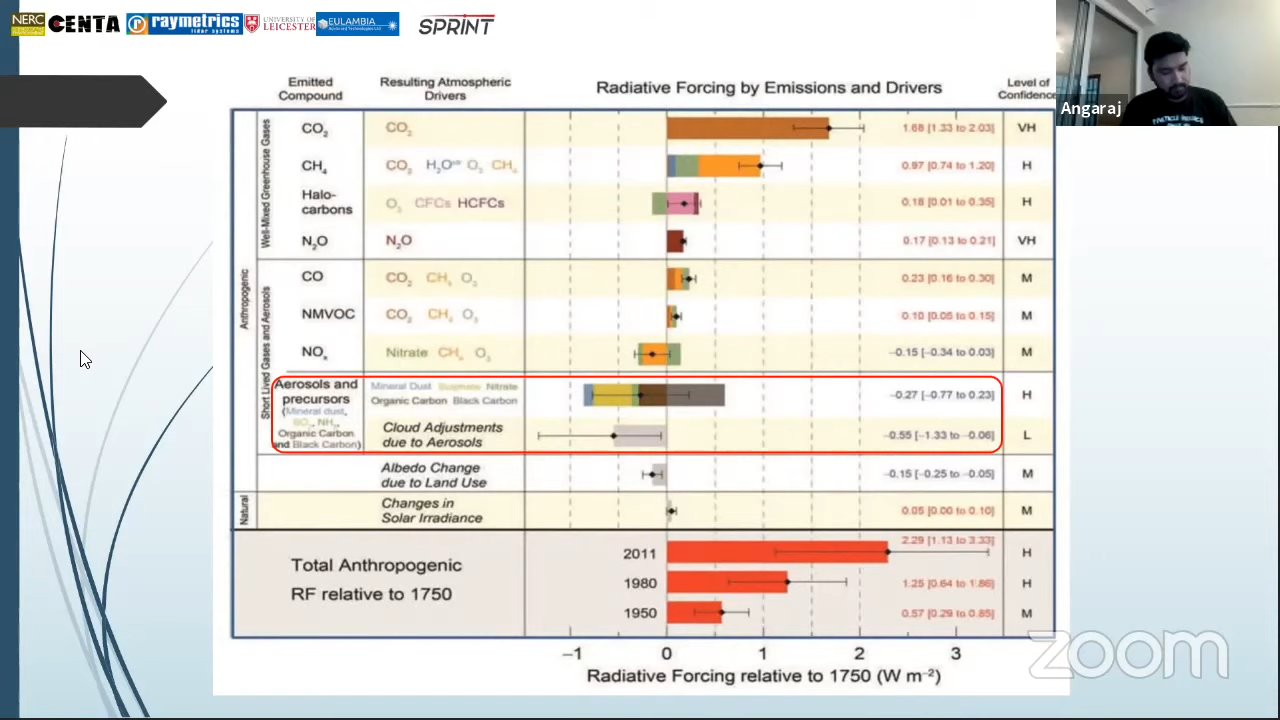 NERC CENTA raymetrics lidar systems UNIVERSITY OF LEICESTER EULAMBIA Advanced Technologies Ltd SPRINT
Angaraj
Emitted Compound
Resulting Atmospheric Drivers
Radiative Forcing by Emissions and Drivers
Level of Confidence
Anthropogenic
Well-Mixed Greenhouse Gases
CO₂ CO₂ 1.68 [1.33 to 2.03] VH
CH₄ CO₂ H₂Oˢᵗʳ O₃ CH₄ 0.97 [0.74 to 1.20] H
Halo-carbons O₃ CFCs HCFCs 0.18 [0.01 to 0.35] H
N₂O N₂O 0.17 [0.13 to 0.21] VH
Short Lived Gases and Aerosols
CO CO₂ CH₄ O₃ 0.23 [0.16 to 0.30] M
NMVOC CO₂ CH₄ O₃ 0.10 [0.05 to 0.15] M
NOₓ Nitrate CH₄ O₃ −0.15 [−0.34 to 0.03] M
Aerosols and
precursors
(Mineral dust,
SO₂, NH₃,
Organic Carbon
and Black Carbon)
Mineral Dust Sulphate Nitrate
Organic Carbon Black Carbon
−0.27 [−0.77 to 0.23] H
Cloud Adjustments
due to Aerosols
−0.55 [−1.33 to −0.06] L
Albedo Change
due to Land Use
−0.15 [−0.25 to −0.05] M
Natural
Changes in
Solar Irradiance
0.05 [0.00 to 0.10] M
Total Anthropogenic
RF relative to 1750
2011 2.29 [1.13 to 3.33] H
1980 1.25 [0.64 to 1.86] H
1950 0.57 [0.29 to 0.85] M
−1 0 1 2 3
Radiative Forcing relative to 1750 (W m⁻²)
zoom